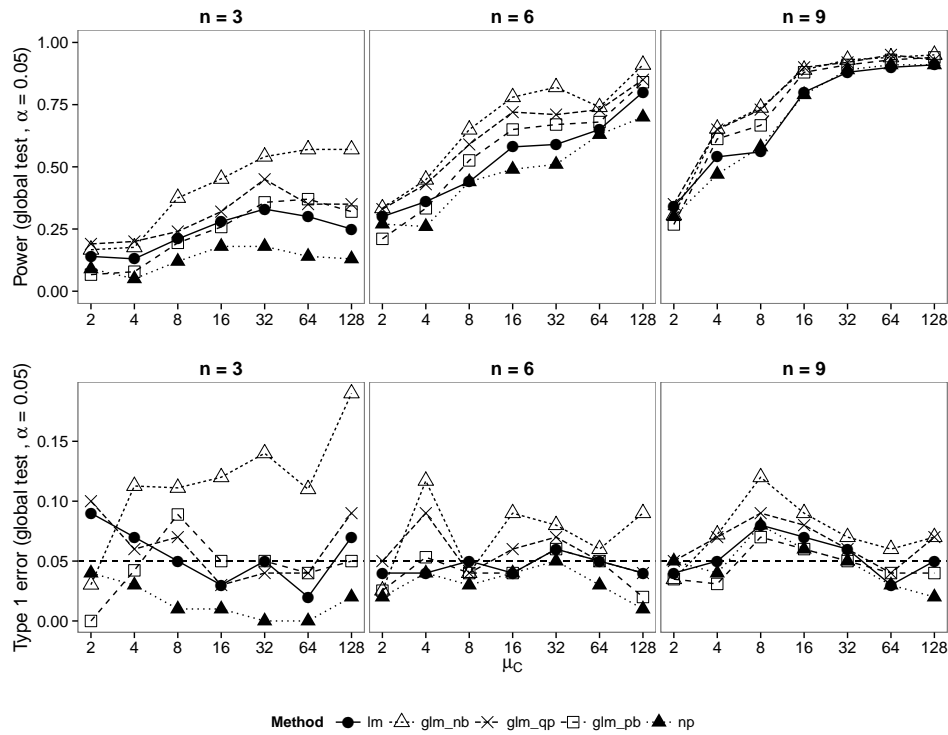 n = 3 n = 6 n = 9
Power (global test , α = 0.05)
1.00
0.75
0.50
0.25
0.00
2 4 8 16 32 64 128 2 4 8 16 32 64 128 2 4 8 16 32 64 128
n = 3 n = 6 n = 9
Type 1 error (global test , α = 0.05)
0.15
0.10
0.05
0.00
2 4 8 16 32 64 128 2 4 8 16 32 64 128 2 4 8 16 32 64 128
μC
Method lm glm_nb glm_qp glm_pb np